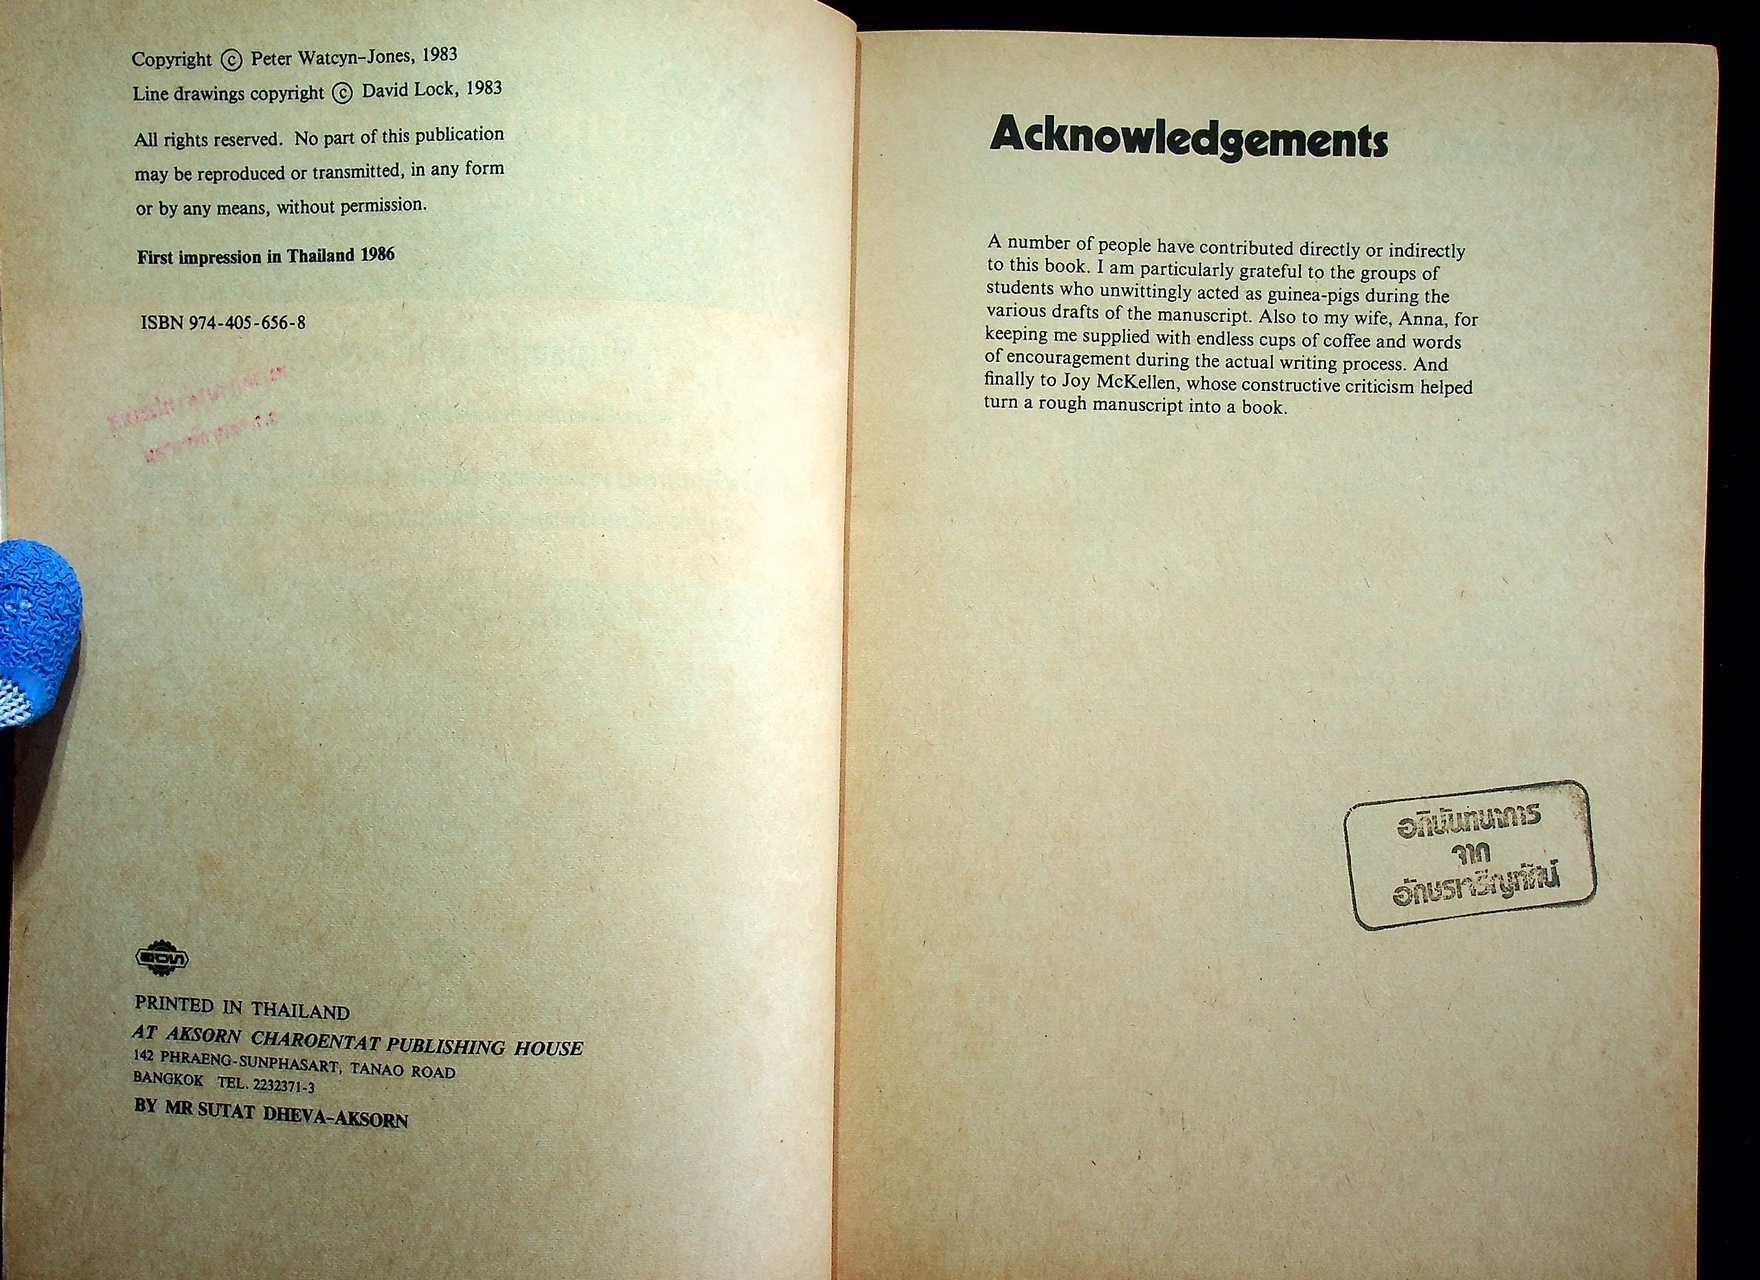 Copyright © Peter Watcyn-Jones, 1983
Line drawings copyright © David Lock, 1983
All rights reserved. No part of this publication
may be reproduced or transmitted, in any form
or by any means, without permission.
First impression in Thailand 1986
ISBN 974-405-656-8
PRINTED IN THAILAND
AT AKSORN CHAROENTAT PUBLISHING HOUSE
142 PHRAENG-SUNPHASART, TANAO ROAD
BANGKOK TEL. 2232371-3
BY MR SUTAT DHEVA-AKSORN
Acknowledgements
A number of people have contributed directly or indirectly
to this book. I am particularly grateful to the groups of
students who unwittingly acted as guinea-pigs during the
various drafts of the manuscript. Also to my wife, Anna, for
keeping me supplied with endless cups of coffee and words
of encouragement during the actual writing process. And
finally to Joy McKellen, whose constructive criticism helped
turn a rough manuscript into a book.
อภินันทนาการ
จาก
อักษรเจริญทัศน์